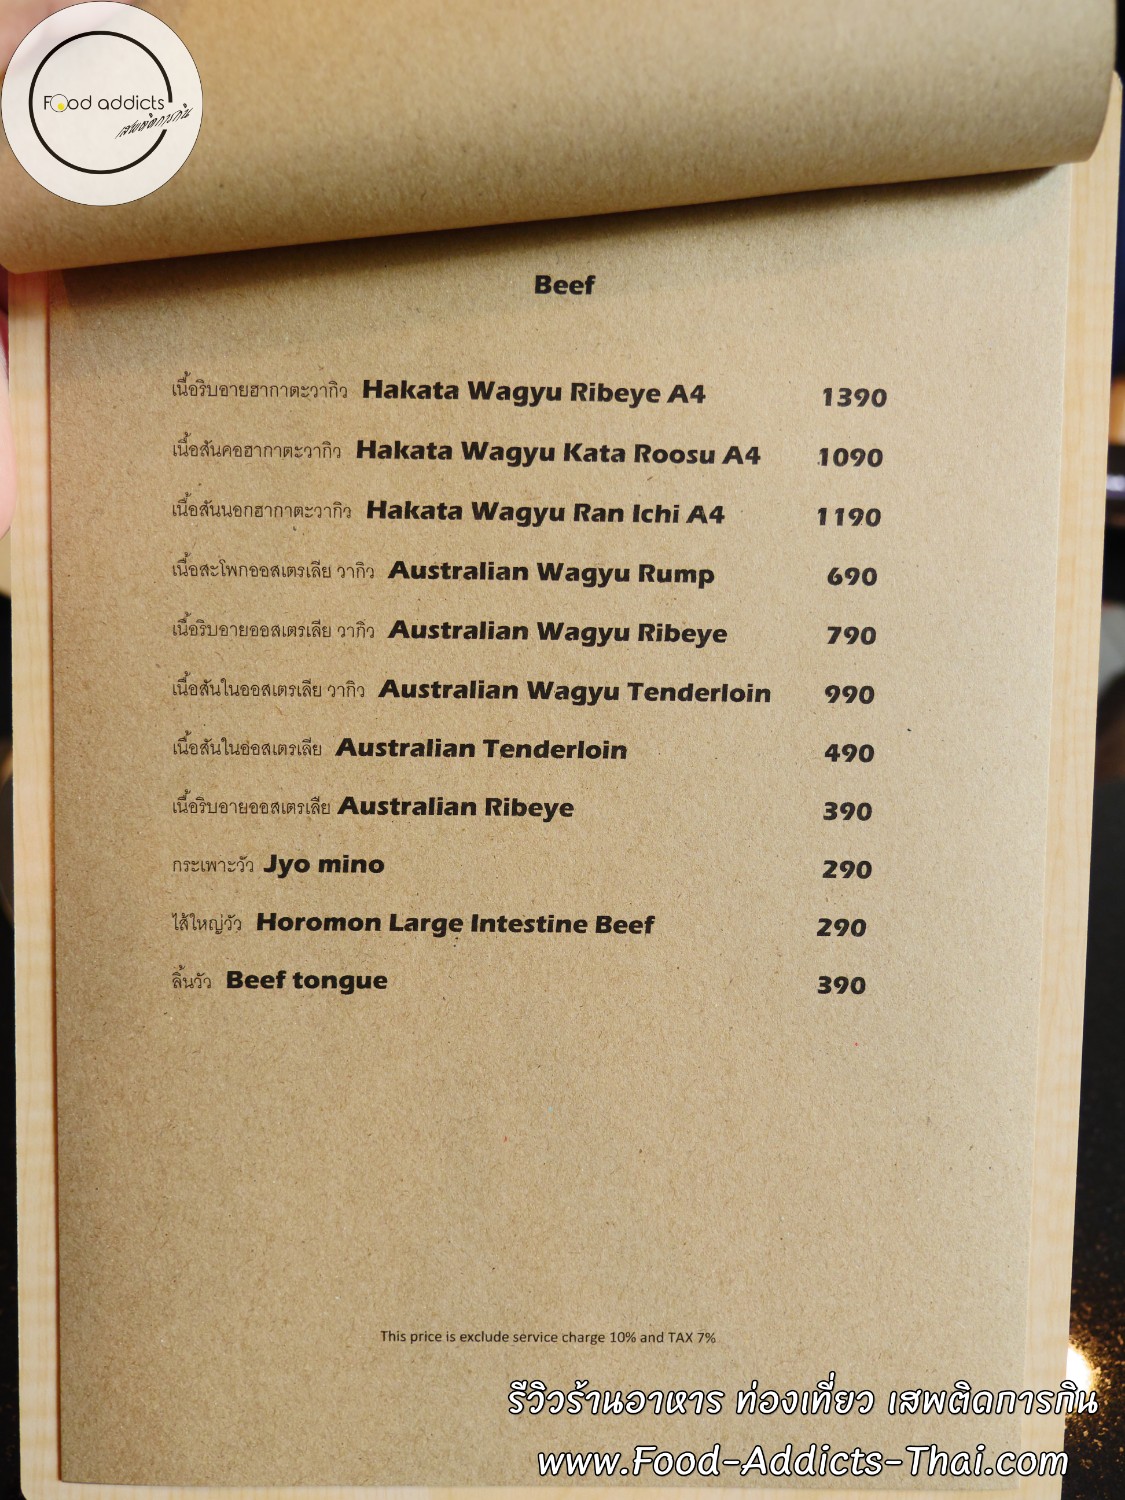 Food addicts
เสพติดการกิน
Beef
เนื้อริบอายฮากาตะวากิว Hakata Wagyu Ribeye A4 1390
เนื้อสันคอฮากาตะวากิว Hakata Wagyu Kata Roosu A4 1090
เนื้อสันนอกฮากาตะวากิว Hakata Wagyu Ran Ichi A4 1190
เนื้อสะโพกออสเตรเลีย วากิว Australian Wagyu Rump 690
เนื้อริบอายออสเตรเลีย วากิว Australian Wagyu Ribeye 790
เนื้อสันในออสเตรเลีย วากิว Australian Wagyu Tenderloin 990
เนื้อสันในออสเตรเลีย Australian Tenderloin 490
เนื้อริบอายออสเตรเลีย Australian Ribeye 390
กระเพาะวัว Jyo mino 290
ไส้ใหญ่วัว Horomon Large Intestine Beef 290
ลิ้นวัว Beef tongue 390
This price is exclude service charge 10% and TAX 7%
รีวิวร้านอาหาร ท่องเที่ยว เสพติดการกิน
www.Food-Addicts-Thai.com